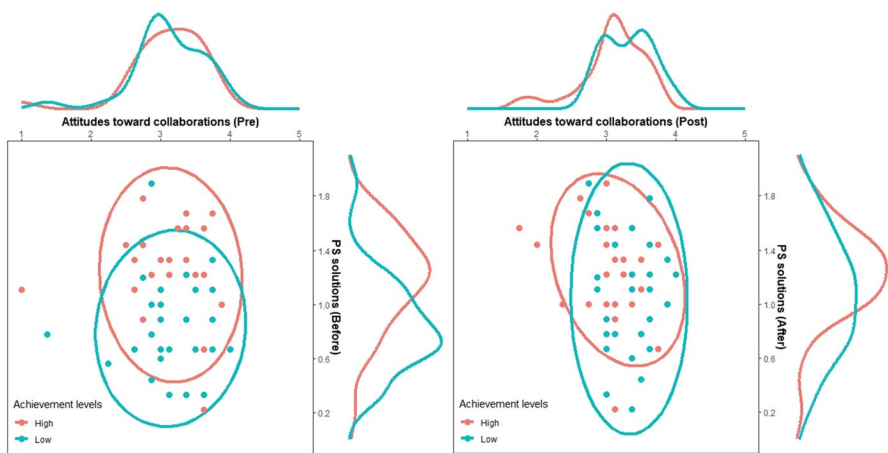 Attitudes toward collaborations (Pre)
1 2 3 4 5
PS solutions (Before)
1.8
1.4
1.0
0.6
0.2
Achievement levels
High
Low
Attitudes toward collaborations (Post)
1 2 3 4 5
PS solutions (After)
1.8
1.4
1.0
0.6
0.2
Achievement levels
High
Low